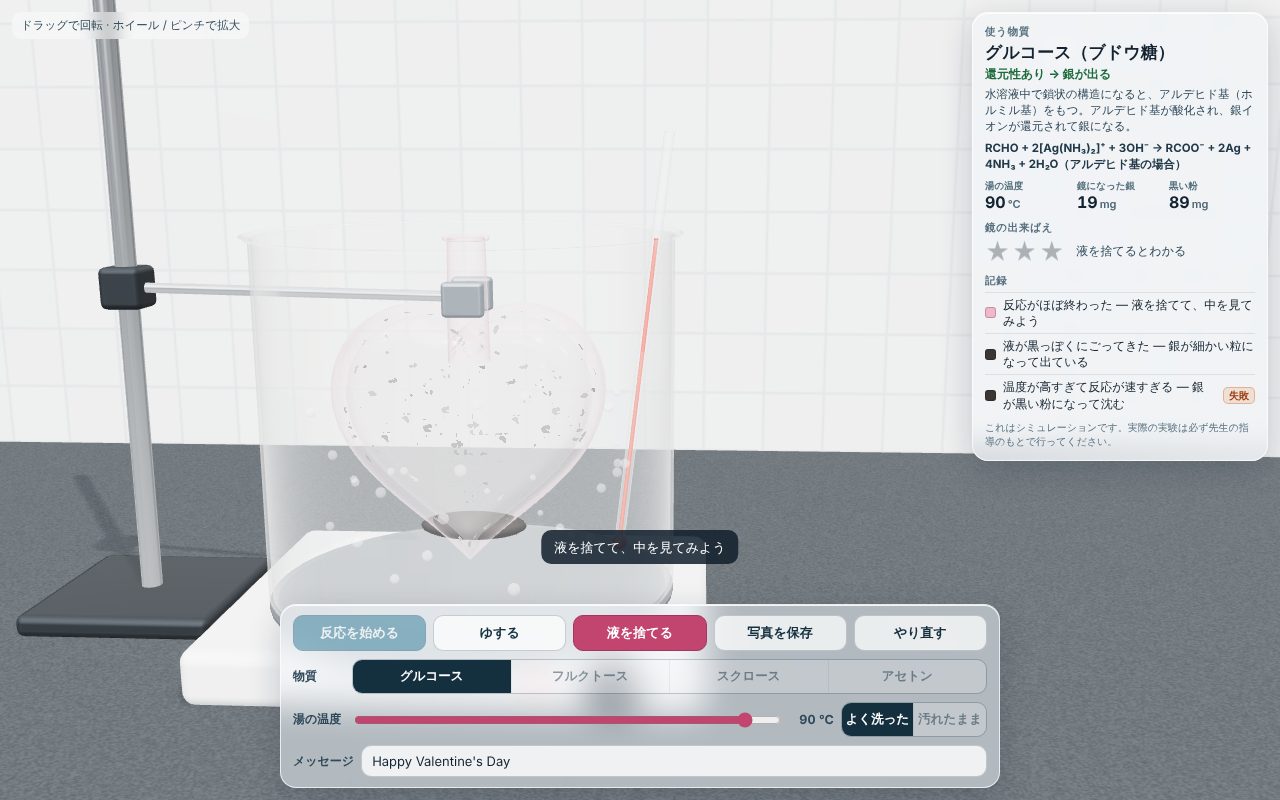 ドラッグで回転 · ホイール / ピンチで拡大
使う物質
グルコース（ブドウ糖）
還元性あり → 銀が出る
水溶液中で鎖状の構造になると、アルデヒド基（ホ
ルミル基）をもつ。アルデヒド基が酸化され、銀イ
オンが還元されて銀になる。
RCHO + 2[Ag(NH₃)₂]⁺ + 3OH⁻ → RCOO⁻ + 2Ag +
4NH₃ + 2H₂O（アルデヒド基の場合）
湯の温度 鏡になった銀 黒い粉
90 °C 19 mg 89 mg
鏡の出来ばえ
★★★ 液を捨てるとわかる
記録
反応がほぼ終わった — 液を捨てて、中を見て
みよう
液が黒っぽくにごってきた — 銀が細かい粒に
なって出ている
温度が高すぎて反応が速すぎる — 銀
が黒い粉になって沈む 失敗
これはシミュレーションです。実際の実験は必ず先生の指
導のもとで行ってください。
液を捨てて、中を見てみよう
反応を始める ゆする 液を捨てる 写真を保存 やり直す
物質 グルコース フルクトース スクロース アセトン
湯の温度 90 °C よく洗った 汚れたまま
メッセージ Happy Valentine's Day